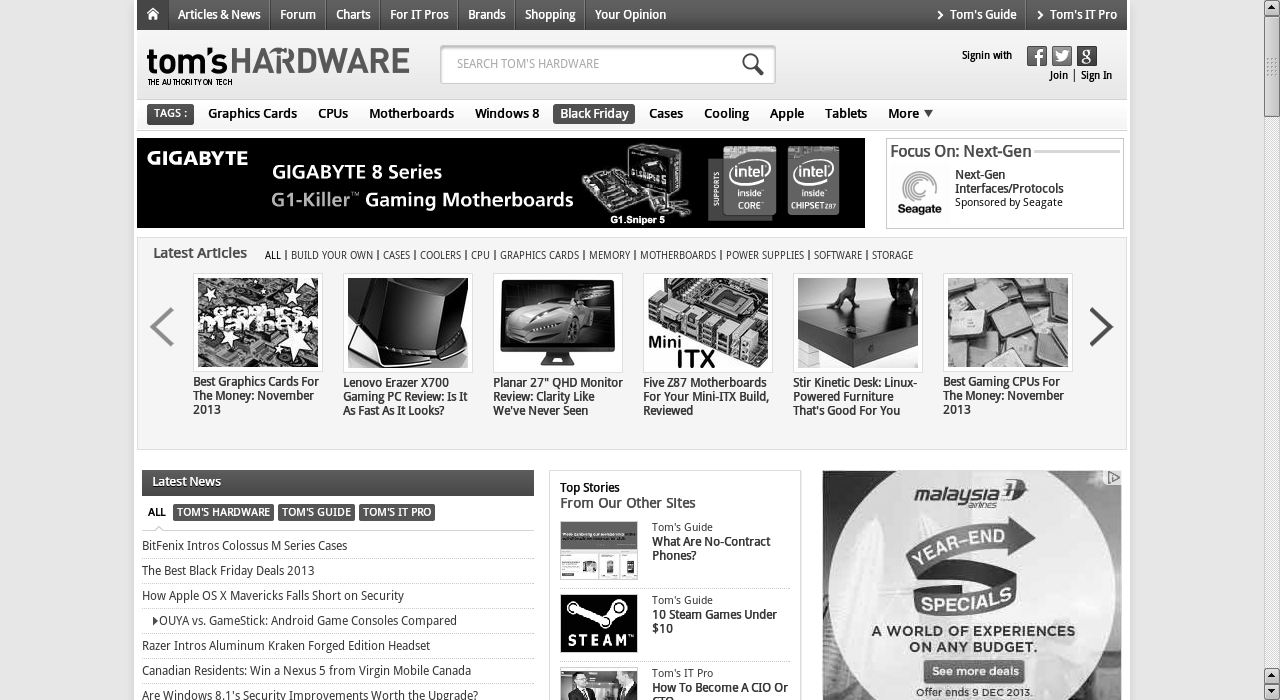 Articles & News Forum Charts For IT Pros Brands Shopping Your Opinion Tom's Guide Tom's IT Pro
tom's HARDWARE
THE AUTHORITY ON TECH
SEARCH TOM'S HARDWARE
Signin with
Join | Sign In
TAGS : Graphics Cards CPUs Motherboards Windows 8 Black Friday Cases Cooling Apple Tablets More
GIGABYTE
GIGABYTE 8 Series
G1-Killer™ Gaming Motherboards
G1.Sniper 5
SUPPORTS
intel inside CORE
intel inside CHIPSET Z87
Focus On: Next-Gen
Seagate
Next-Gen
Interfaces/Protocols
Sponsored by Seagate
Latest Articles ALL | BUILD YOUR OWN | CASES | COOLERS | CPU | GRAPHICS CARDS | MEMORY | MOTHERBOARDS | POWER SUPPLIES | SOFTWARE | STORAGE
Graphics
Mayhem
Mini
ITX
Best Graphics Cards For
The Money: November
2013
Lenovo Erazer X700
Gaming PC Review: Is It
As Fast As It Looks?
Planar 27" QHD Monitor
Review: Clarity Like
We've Never Seen
Five Z87 Motherboards
For Your Mini-ITX Build,
Reviewed
Stir Kinetic Desk: Linux-
Powered Furniture
That's Good For You
Best Gaming CPUs For
The Money: November
2013
Latest News
ALL TOM'S HARDWARE TOM'S GUIDE TOM'S IT PRO
BitFenix Intros Colossus M Series Cases
The Best Black Friday Deals 2013
How Apple OS X Mavericks Falls Short on Security
OUYA vs. GameStick: Android Game Consoles Compared
Razer Intros Aluminum Kraken Forged Edition Headset
Canadian Residents: Win a Nexus 5 from Virgin Mobile Canada
Are Windows 8.1's Security Improvements Worth the Upgrade?
Top Stories
From Our Other Sites
Tom's Guide
What Are No-Contract
Phones?
STEAM
Tom's Guide
10 Steam Games Under
$10
Tom's IT Pro
How To Become A CIO Or
CTO
malaysia
airlines
YEAR-END
SPECIALS
A WORLD OF EXPERIENCES
ON ANY BUDGET.
See more deals
Offer ends 9 DEC 2013.